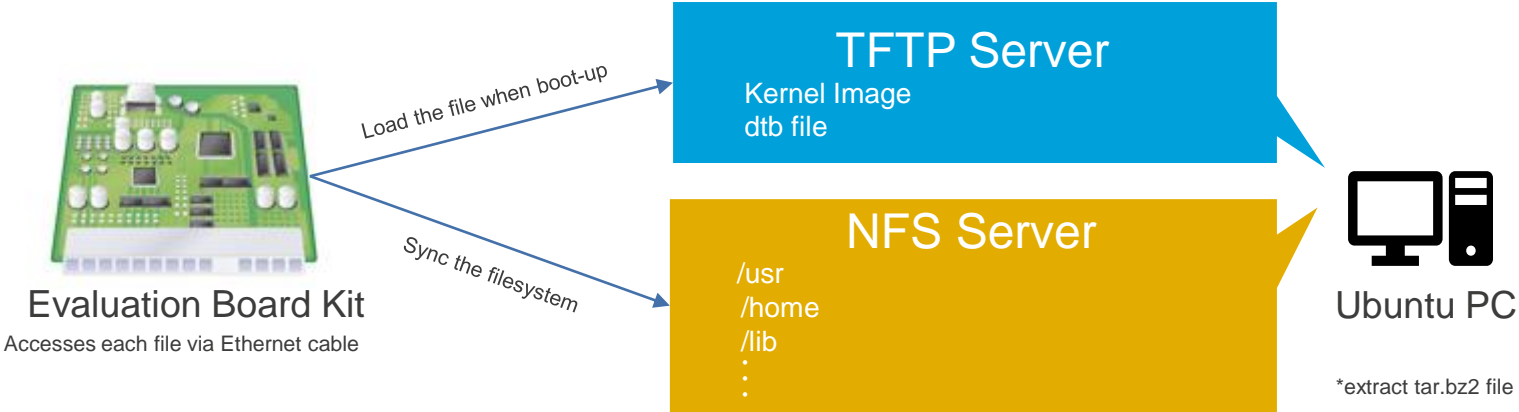 TFTP Server
Kernel Image
dtb file
Load the file when boot-up
Sync the filesystem
NFS Server
/usr
/home
/lib
⋮
Evaluation Board Kit
Accesses each file via Ethernet cable
Ubuntu PC
*extract tar.bz2 file